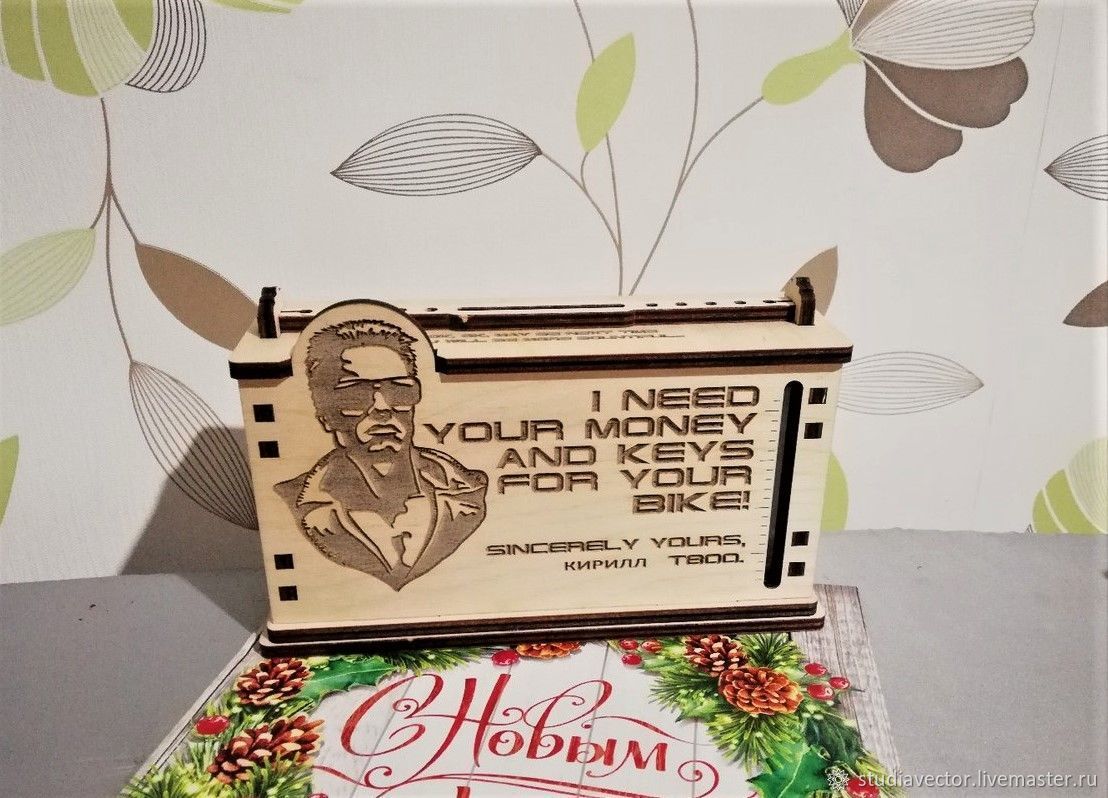 I NEED
YOUR MONEY
AND KEYS
FOR YOUR
BIKE!
SINCERELY YOURS,
КИРИЛЛ T800.
С Новым
studiavector.livemaster.ru